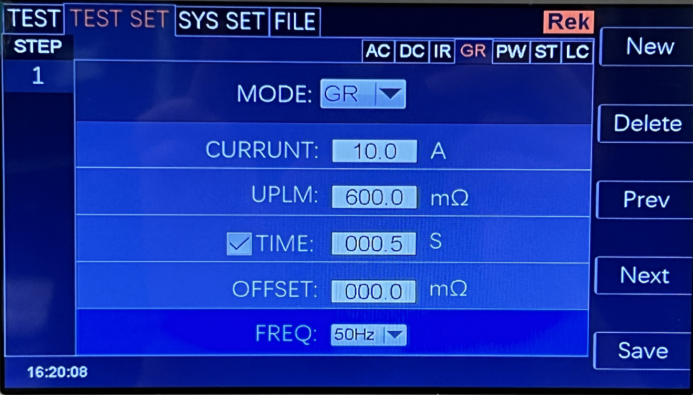 TEST TEST SET SYS SET FILE Rek
STEP AC DC IR GR PW ST LC
1
MODE: GR
CURRUNT: 10.0 A
UPLM: 600.0 mΩ
TIME: 000.5 S
OFFSET: 000.0 mΩ
FREQ: 50Hz
16:20:08
New
Delete
Prev
Next
Save